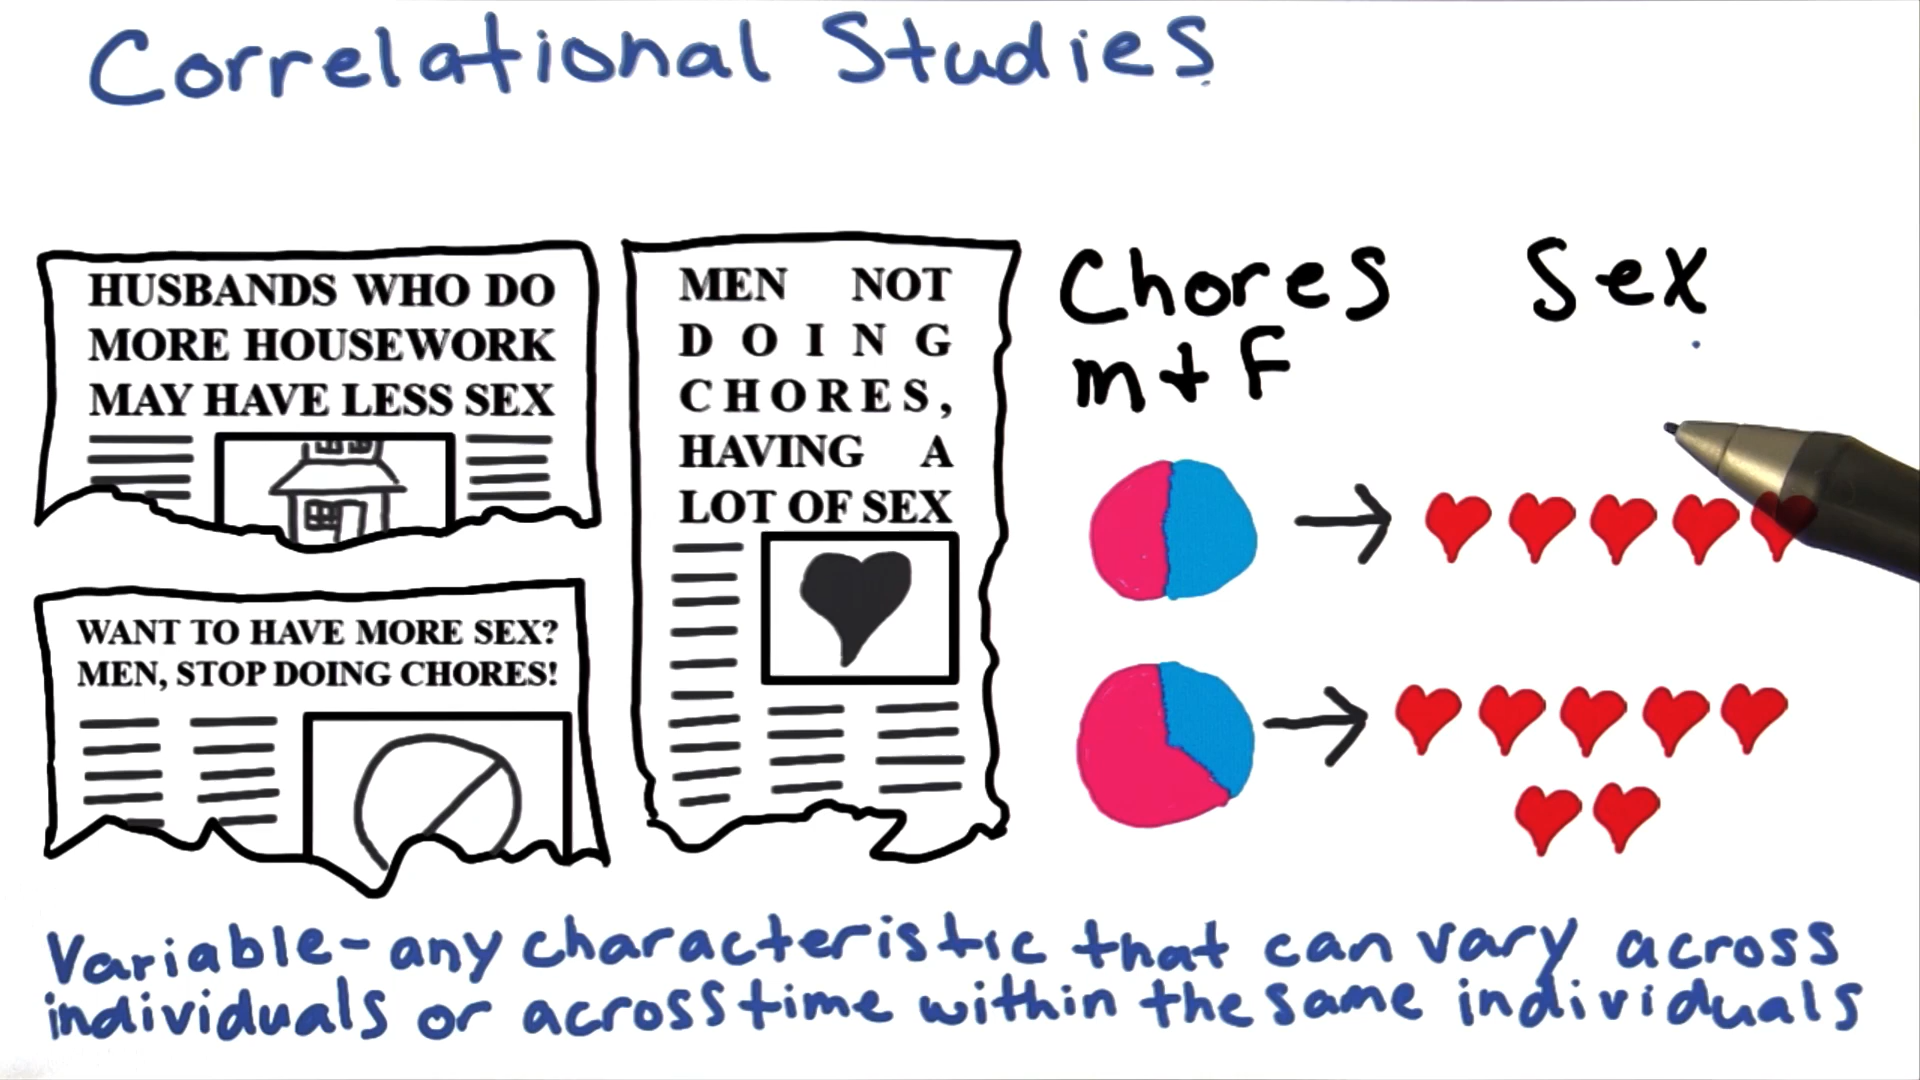 Correlational Studies
HUSBANDS WHO DO
MORE HOUSEWORK
MAY HAVE LESS SEX
WANT TO HAVE MORE SEX?
MEN, STOP DOING CHORES!
MEN NOT
DOING
CHORES,
HAVING A
LOT OF SEX
Chores Sex
m + F
Variable - any characteristic that can vary across
individuals or across time within the same individuals